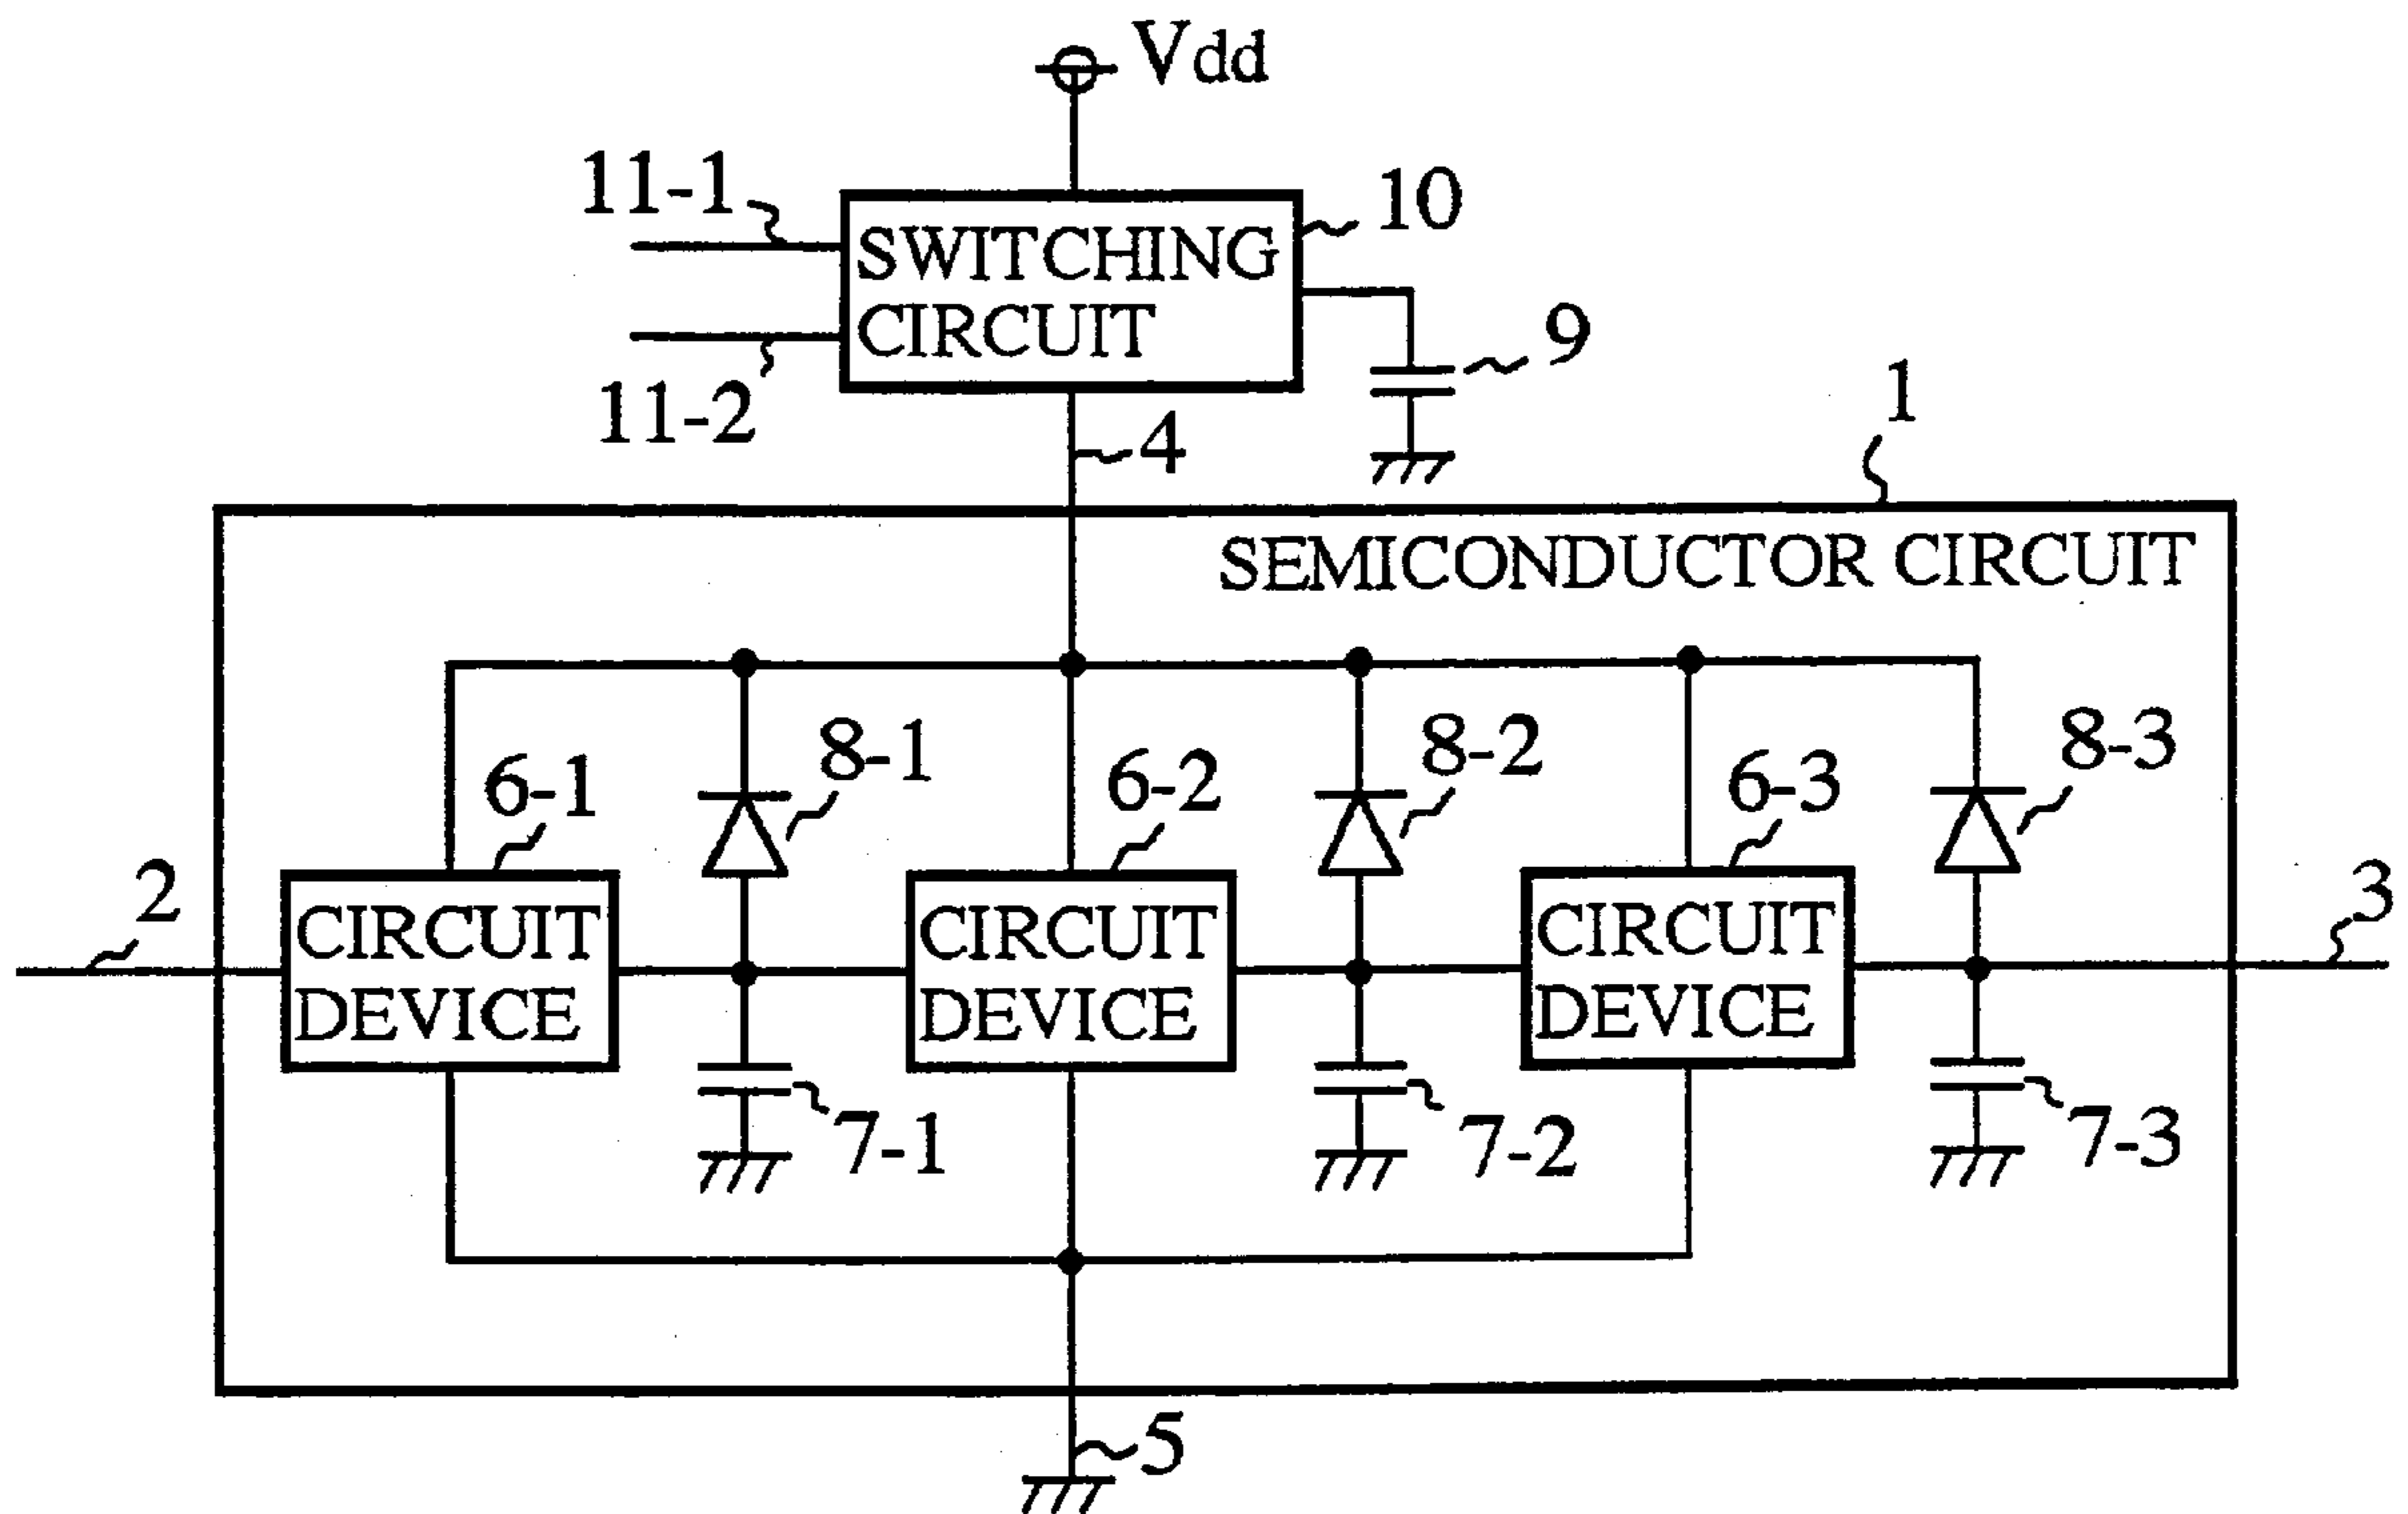 Vdd
11-1
10
SWITCHING
CIRCUIT
9
11-2
4
1
SEMICONDUCTOR CIRCUIT
8-1
8-2
8-3
6-1
6-2
6-3
2
3
CIRCUIT
DEVICE
CIRCUIT
DEVICE
CIRCUIT
DEVICE
7-1
7-2
7-3
5